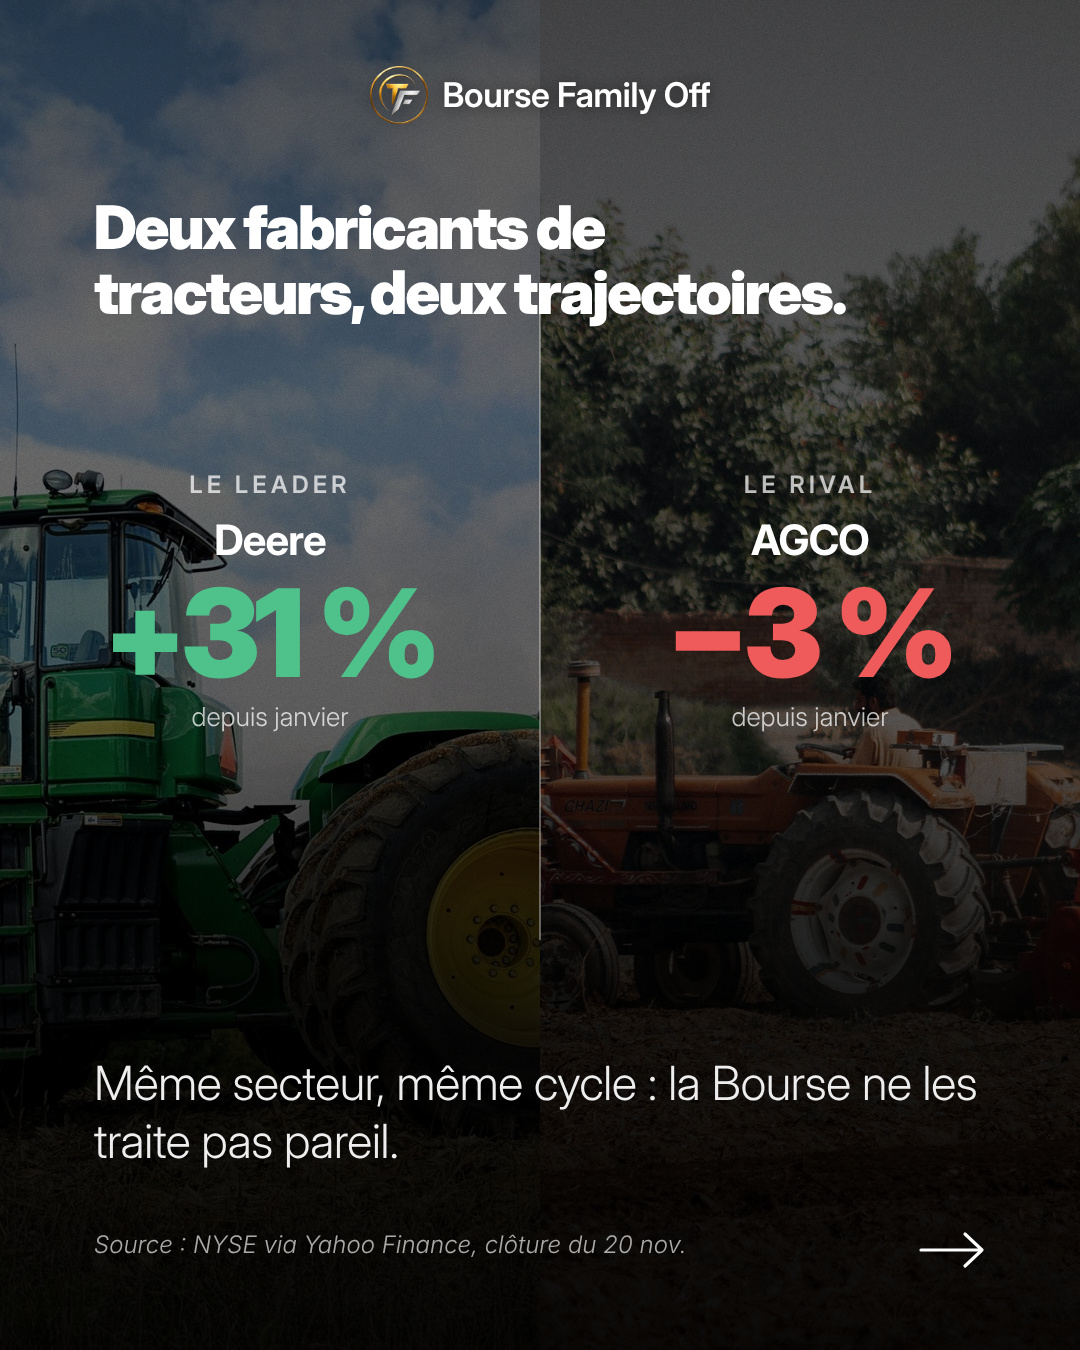 Bourse Family Off
Deux fabricants de
tracteurs, deux trajectoires.
LE LEADER
Deere
+31 %
depuis janvier
LE RIVAL
AGCO
−3 %
depuis janvier
Même secteur, même cycle : la Bourse ne les
traite pas pareil.
Source : NYSE via Yahoo Finance, clôture du 20 nov.